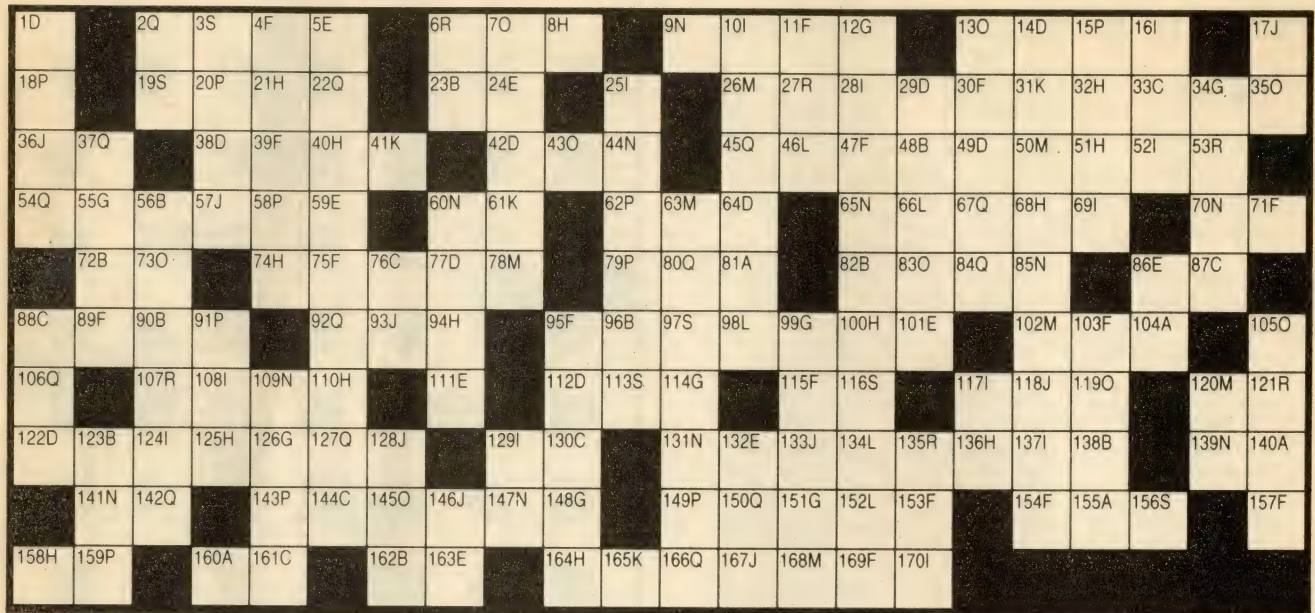 1D 2Q 3S 4F 5E 6R 7O 8H 9N 10I 11F 12G 13O 14D 15P 16I 17J
18P 19S 20P 21H 22Q 23B 24E 25I 26M 27R 28I 29D 30F 31K 32H 33C 34G 35O
36J 37Q 38D 39F 40H 41K 42D 43O 44N 45Q 46L 47F 48B 49D 50M 51H 52I 53R
54Q 55G 56B 57J 58P 59E 60N 61K 62P 63M 64D 65N 66L 67Q 68H 69I 70N 71F
72B 73O 74H 75F 76C 77D 78M 79P 80Q 81A 82B 83O 84Q 85N 86E 87C
88C 89F 90B 91P 92Q 93J 94H 95F 96B 97S 98L 99G 100H 101E 102M 103F 104A 105O
106Q 107R 108I 109N 110H 111E 112D 113S 114G 115F 116S 117I 118J 119O 120M 121R
122D 123B 124I 125H 126G 127Q 128J 129I 130C 131N 132E 133J 134L 135R 136H 137I 138B 139N 140A
141N 142Q 143P 144C 145O 146J 147N 148G 149P 150Q 151G 152L 153F 154F 155A 156S 157F
158H 159P 160A 161C 162B 163E 164H 165K 166Q 167J 168M 169F 170I